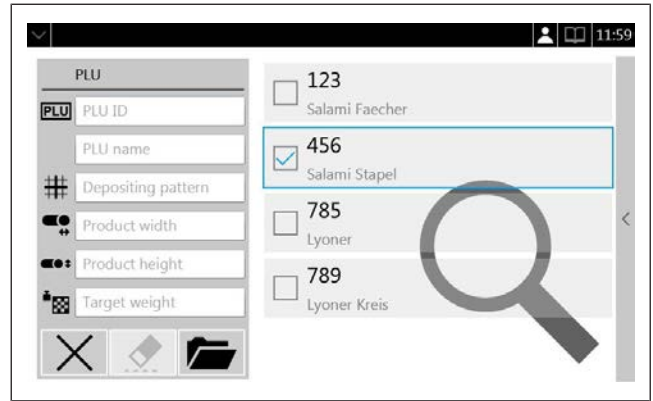 11:59
PLU
PLU PLU ID
PLU name
Depositing pattern
Product width
Product height
Target weight
123
Salami Faecher
456
Salami Stapel
785
Lyoner
789
Lyoner Kreis